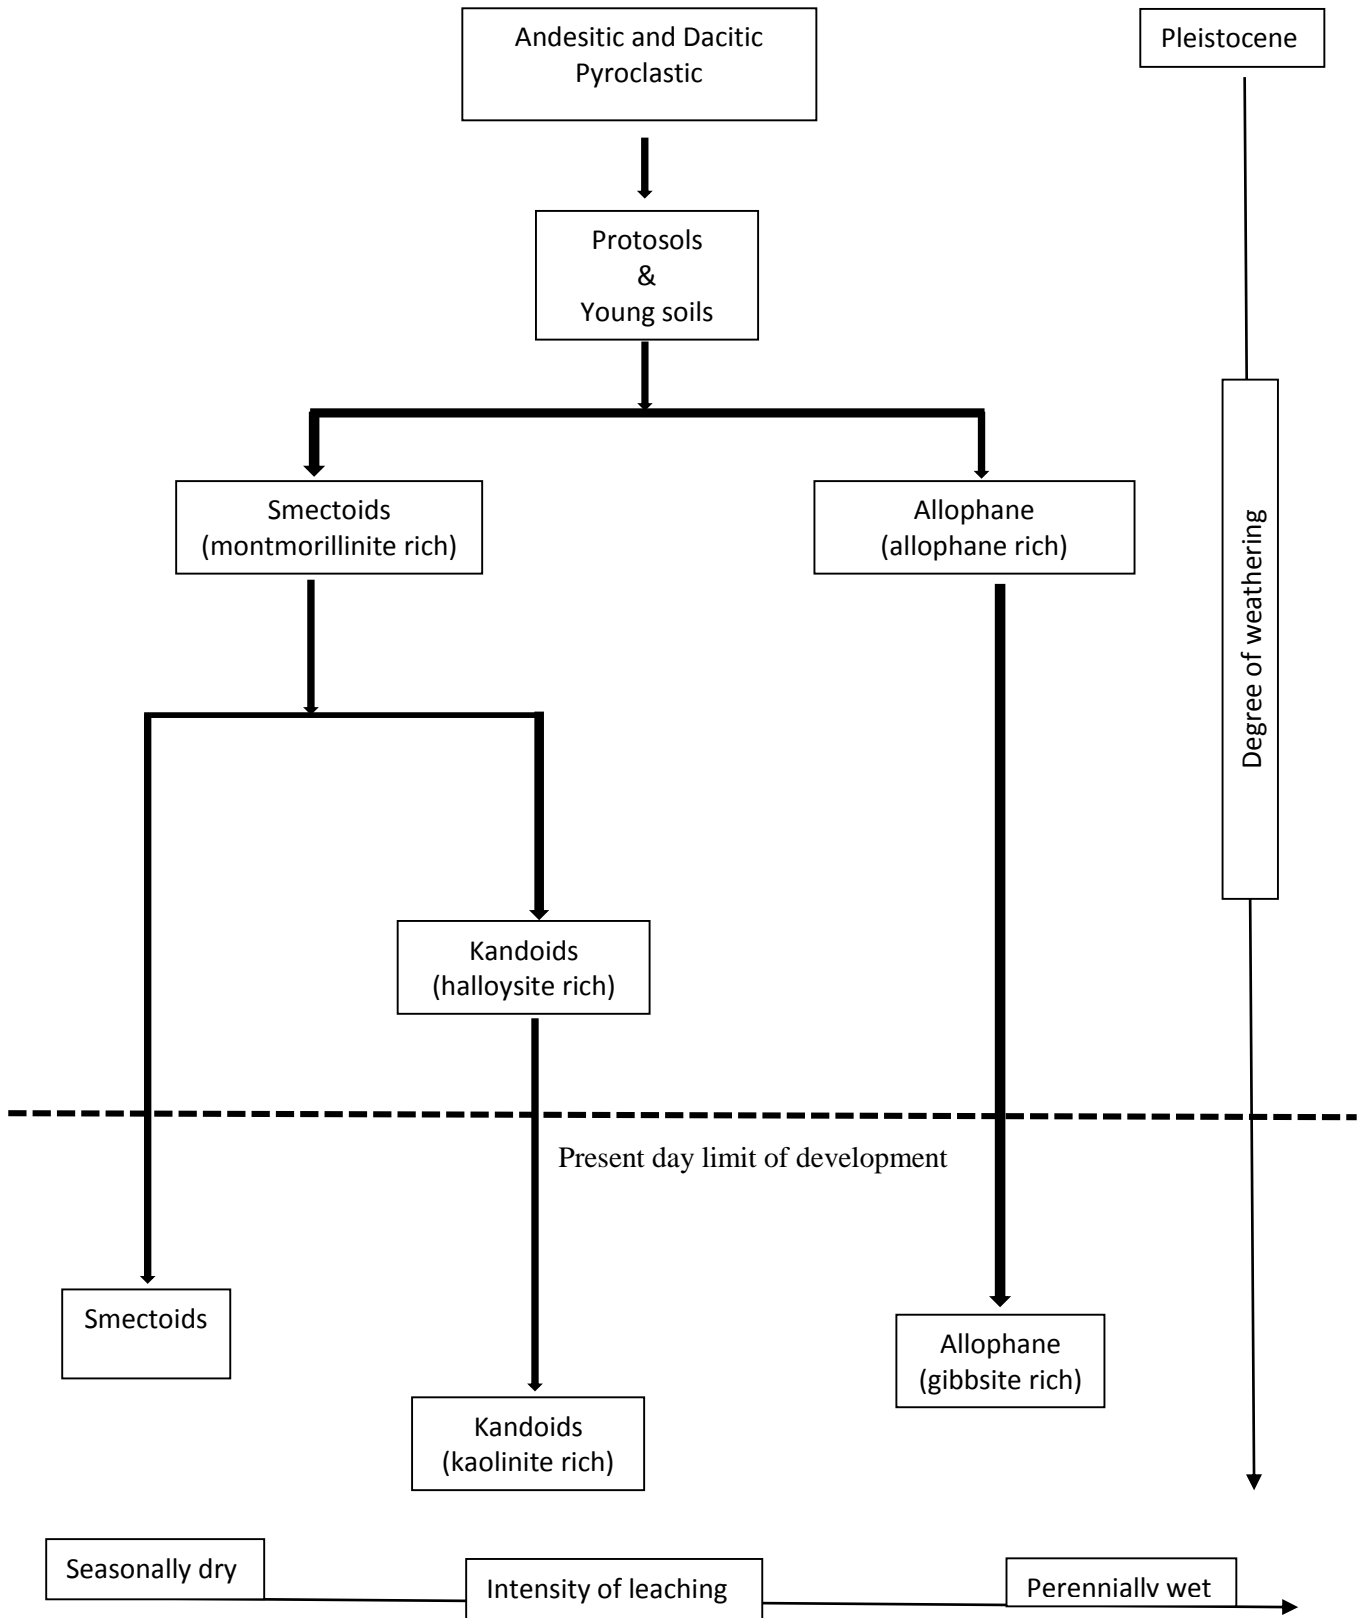 Andesitic and Dacitic
Pyroclastic
Pleistocene
Protosols
&
Young soils
Smectoids
(montmorillinite rich)
Allophane
(allophane rich)
Degree of weathering
Kandoids
(halloysite rich)
Present day limit of development
Smectoids
Allophane
(gibbsite rich)
Kandoids
(kaolinite rich)
Seasonally dry
Intensity of leaching
Perennially wet